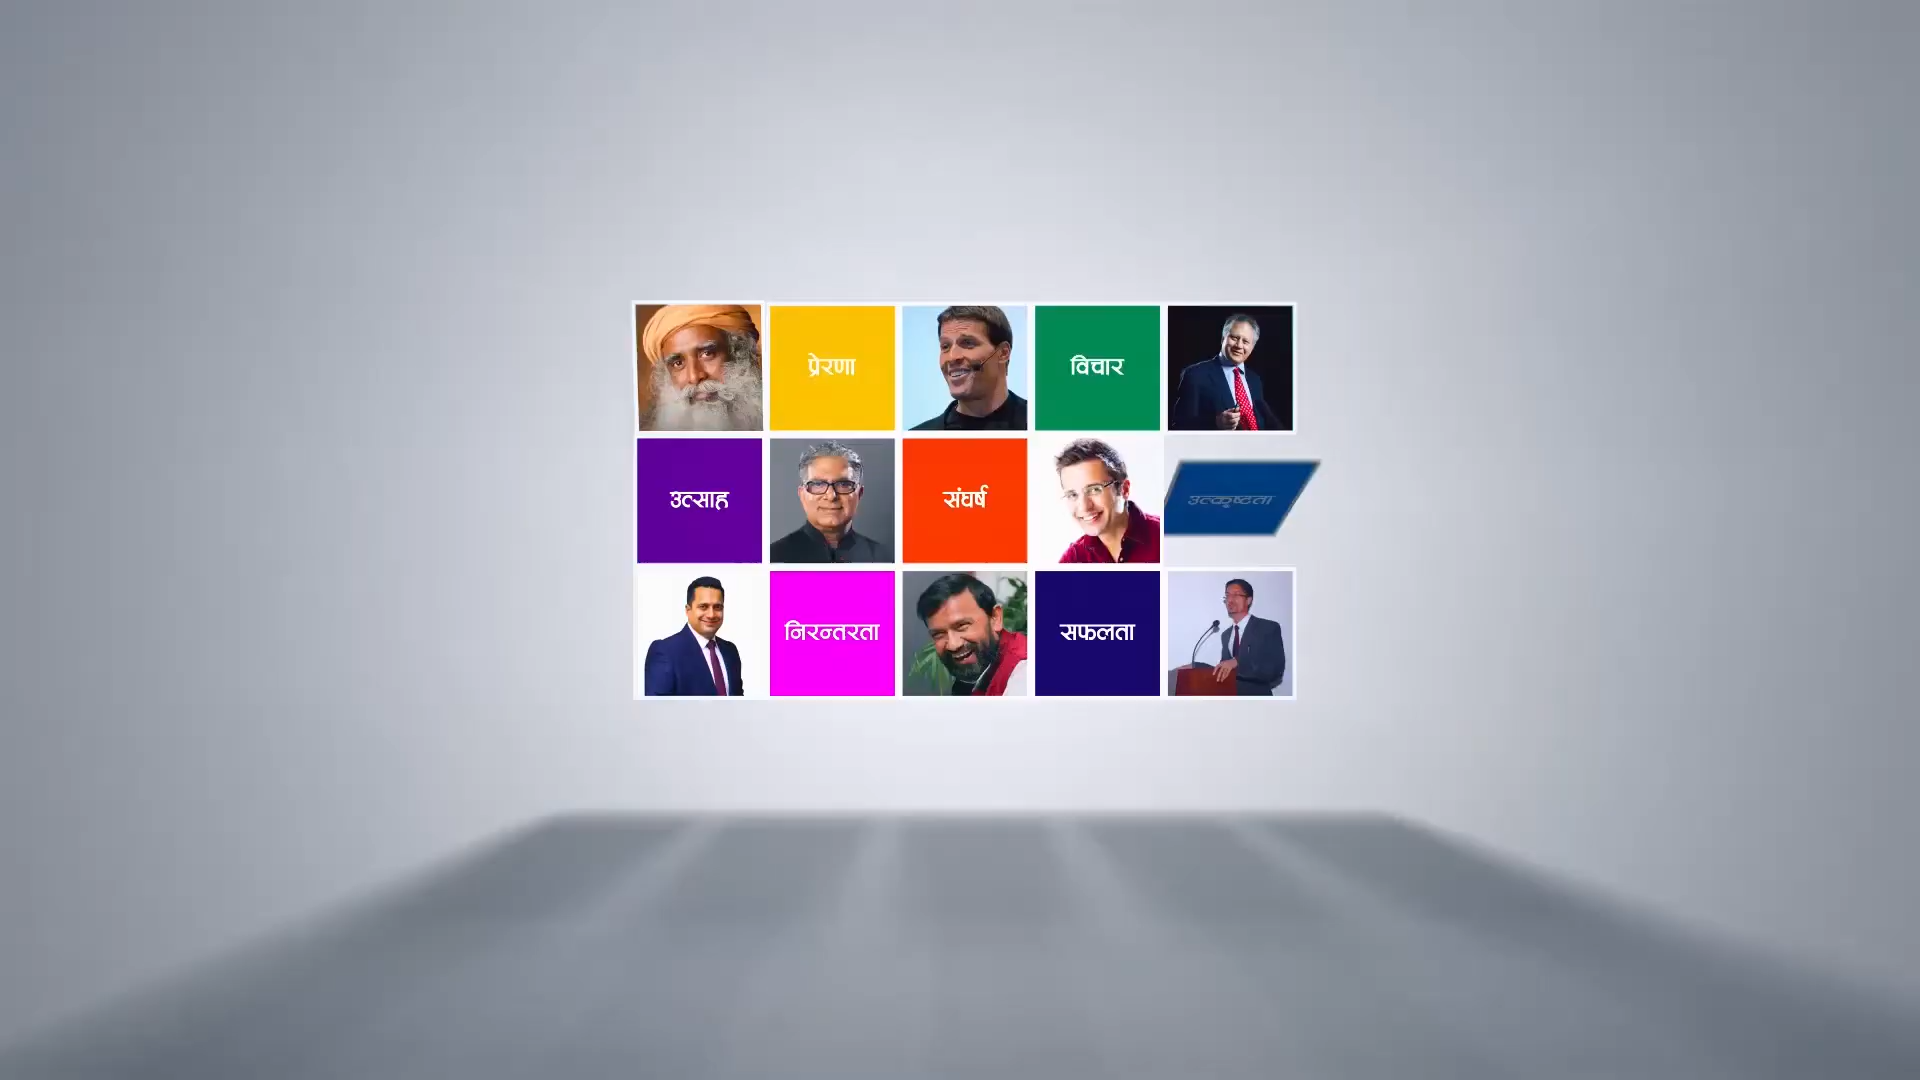 प्रेरणा
विचार
उत्साह
संघर्ष
उत्कृष्टता
निरन्तरता
सफलता